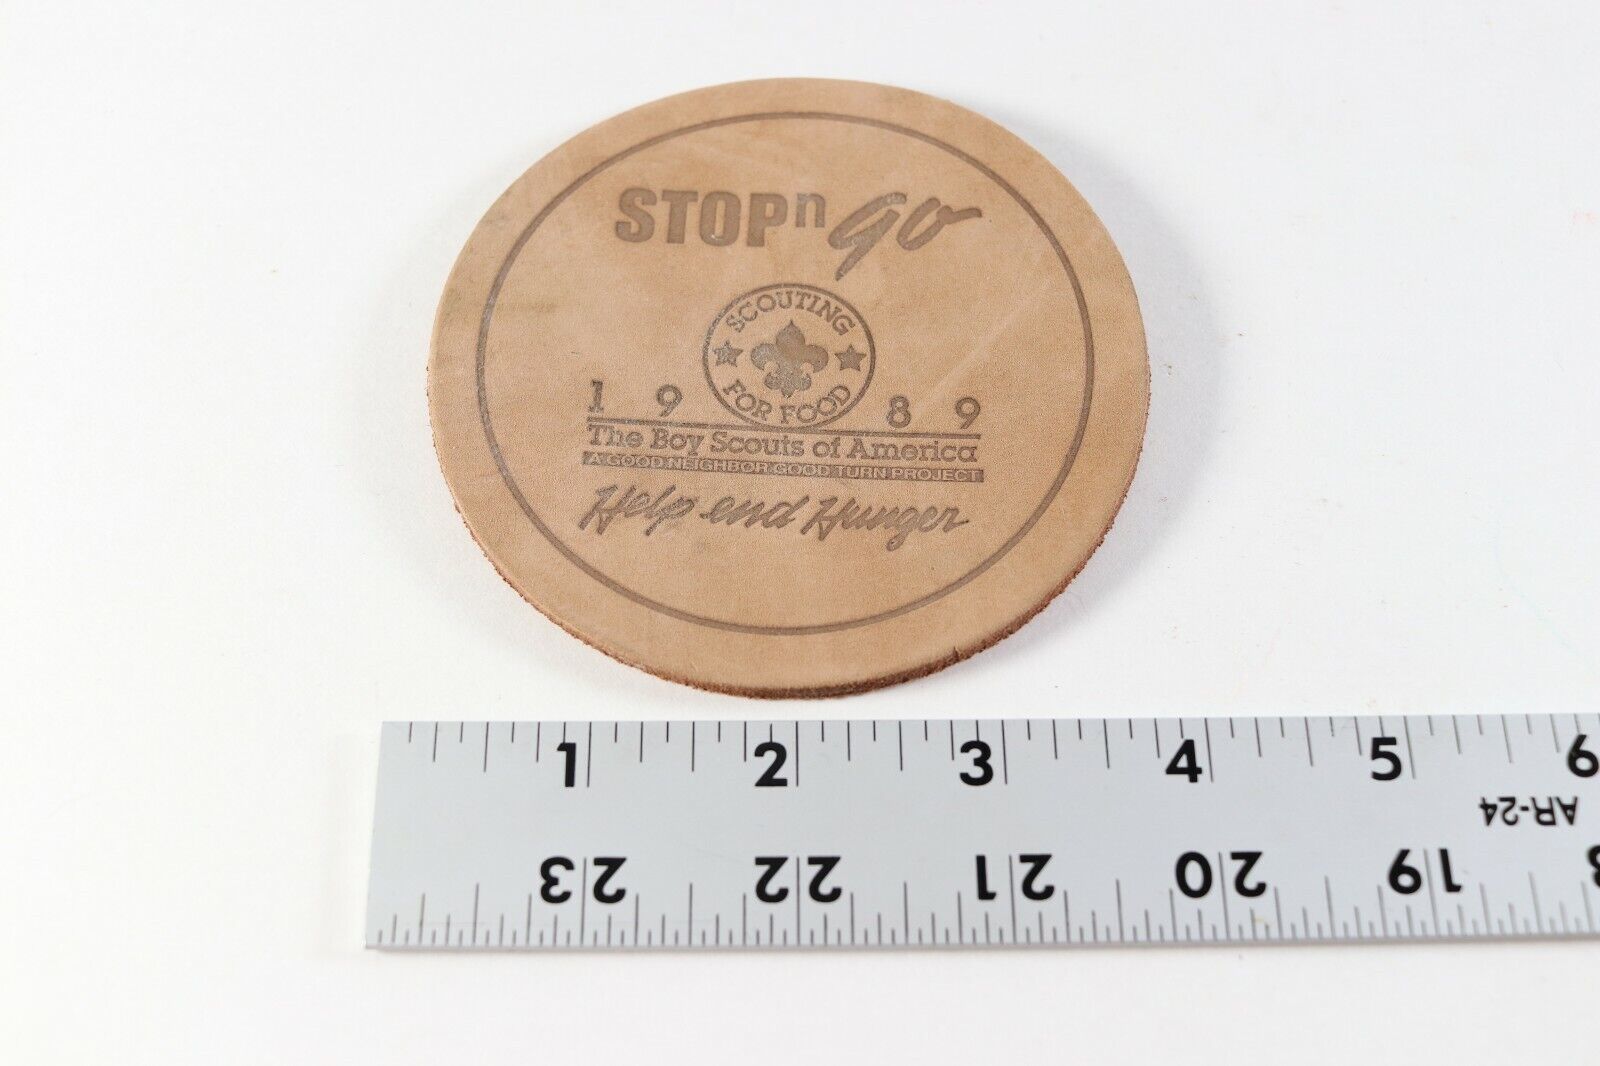 STOP n Go
SCOUTING
FOR FOOD
1 9 8 9
The Boy Scouts of America
A GOOD NEIGHBOR GOOD TURN PROJECT
Help end Hunger
1 2 3 4 5 6
AR-24
23 22 21 20 19